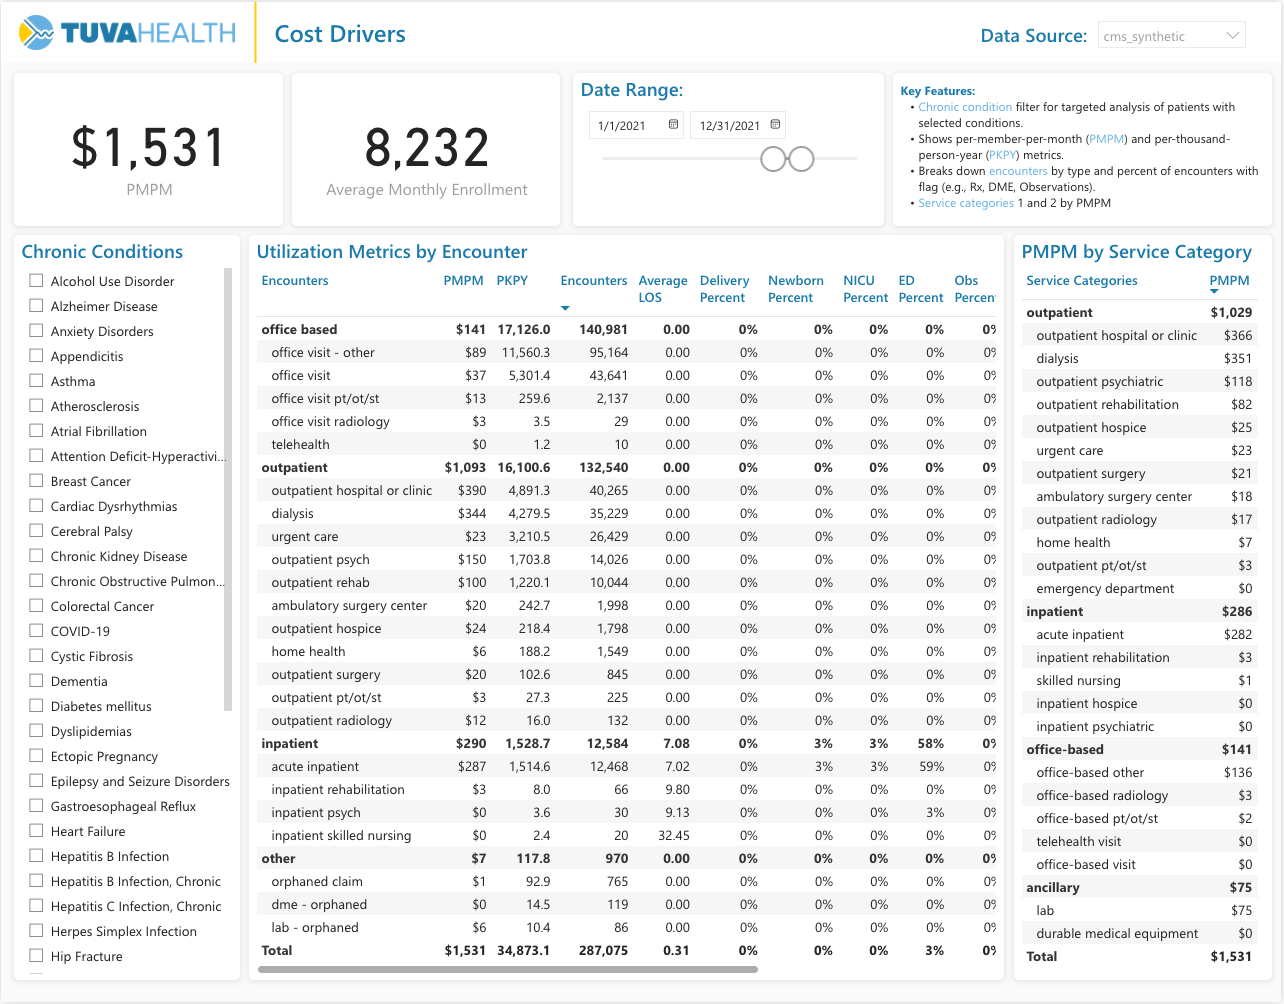 TUVAHEALTH
Cost Drivers
Data Source:
cms_synthetic
$1,531
PMPM
8,232
Average Monthly Enrollment
Date Range:
1/1/2021
12/31/2021
Key Features:
• Chronic condition filter for targeted analysis of patients with
selected conditions.
• Shows per-member-per-month (PMPM) and per-thousand-
person-year (PKPY) metrics.
• Breaks down encounters by type and percent of encounters with
flag (e.g., Rx, DME, Observations).
• Service categories 1 and 2 by PMPM
Chronic Conditions
Alcohol Use Disorder
Alzheimer Disease
Anxiety Disorders
Appendicitis
Asthma
Atherosclerosis
Atrial Fibrillation
Attention Deficit-Hyperactivi...
Breast Cancer
Cardiac Dysrhythmias
Cerebral Palsy
Chronic Kidney Disease
Chronic Obstructive Pulmon...
Colorectal Cancer
COVID-19
Cystic Fibrosis
Dementia
Diabetes mellitus
Dyslipidemias
Ectopic Pregnancy
Epilepsy and Seizure Disorders
Gastroesophageal Reflux
Heart Failure
Hepatitis B Infection
Hepatitis B Infection, Chronic
Hepatitis C Infection, Chronic
Herpes Simplex Infection
Hip Fracture
Utilization Metrics by Encounter
Encounters PMPM PKPY Encounters Average LOS Delivery Percent Newborn Percent NICU Percent ED Percent Obs Percent
office based $141 17,126.0 140,981 0.00 0% 0% 0% 0% 0%
office visit - other $89 11,560.3 95,164 0.00 0% 0% 0% 0% 0%
office visit $37 5,301.4 43,641 0.00 0% 0% 0% 0% 0%
office visit pt/ot/st $13 259.6 2,137 0.00 0% 0% 0% 0% 0%
office visit radiology $3 3.5 29 0.00 0% 0% 0% 0% 0%
telehealth $0 1.2 10 0.00 0% 0% 0% 0% 0%
outpatient $1,093 16,100.6 132,540 0.00 0% 0% 0% 0% 0%
outpatient hospital or clinic $390 4,891.3 40,265 0.00 0% 0% 0% 0% 0%
dialysis $344 4,279.5 35,229 0.00 0% 0% 0% 0% 0%
urgent care $23 3,210.5 26,429 0.00 0% 0% 0% 0% 0%
outpatient psych $150 1,703.8 14,026 0.00 0% 0% 0% 0% 0%
outpatient rehab $100 1,220.1 10,044 0.00 0% 0% 0% 0% 0%
ambulatory surgery center $20 242.7 1,998 0.00 0% 0% 0% 0% 0%
outpatient hospice $24 218.4 1,798 0.00 0% 0% 0% 0% 0%
home health $6 188.2 1,549 0.00 0% 0% 0% 0% 0%
outpatient surgery $20 102.6 845 0.00 0% 0% 0% 0% 0%
outpatient pt/ot/st $3 27.3 225 0.00 0% 0% 0% 0% 0%
outpatient radiology $12 16.0 132 0.00 0% 0% 0% 0% 0%
inpatient $290 1,528.7 12,584 7.08 0% 3% 3% 58% 0%
acute inpatient $287 1,514.6 12,468 7.02 0% 3% 3% 59% 0%
inpatient rehabilitation $3 8.0 66 9.80 0% 0% 0% 0% 0%
inpatient psych $0 3.6 30 9.13 0% 0% 0% 3% 0%
inpatient skilled nursing $0 2.4 20 32.45 0% 0% 0% 0% 0%
other $7 117.8 970 0.00 0% 0% 0% 0% 0%
orphaned claim $1 92.9 765 0.00 0% 0% 0% 0% 0%
dme - orphaned $0 14.5 119 0.00 0% 0% 0% 0% 0%
lab - orphaned $6 10.4 86 0.00 0% 0% 0% 0% 0%
Total $1,531 34,873.1 287,075 0.31 0% 0% 0% 3% 0%
PMPM by Service Category
Service Categories PMPM
outpatient $1,029
outpatient hospital or clinic $366
dialysis $351
outpatient psychiatric $118
outpatient rehabilitation $82
outpatient hospice $25
urgent care $23
outpatient surgery $21
ambulatory surgery center $18
outpatient radiology $17
home health $7
outpatient pt/ot/st $3
emergency department $0
inpatient $286
acute inpatient $282
inpatient rehabilitation $3
skilled nursing $1
inpatient hospice $0
inpatient psychiatric $0
office-based $141
office-based other $136
office-based radiology $3
office-based pt/ot/st $2
telehealth visit $0
office-based visit $0
ancillary $75
lab $75
durable medical equipment $0
Total $1,531